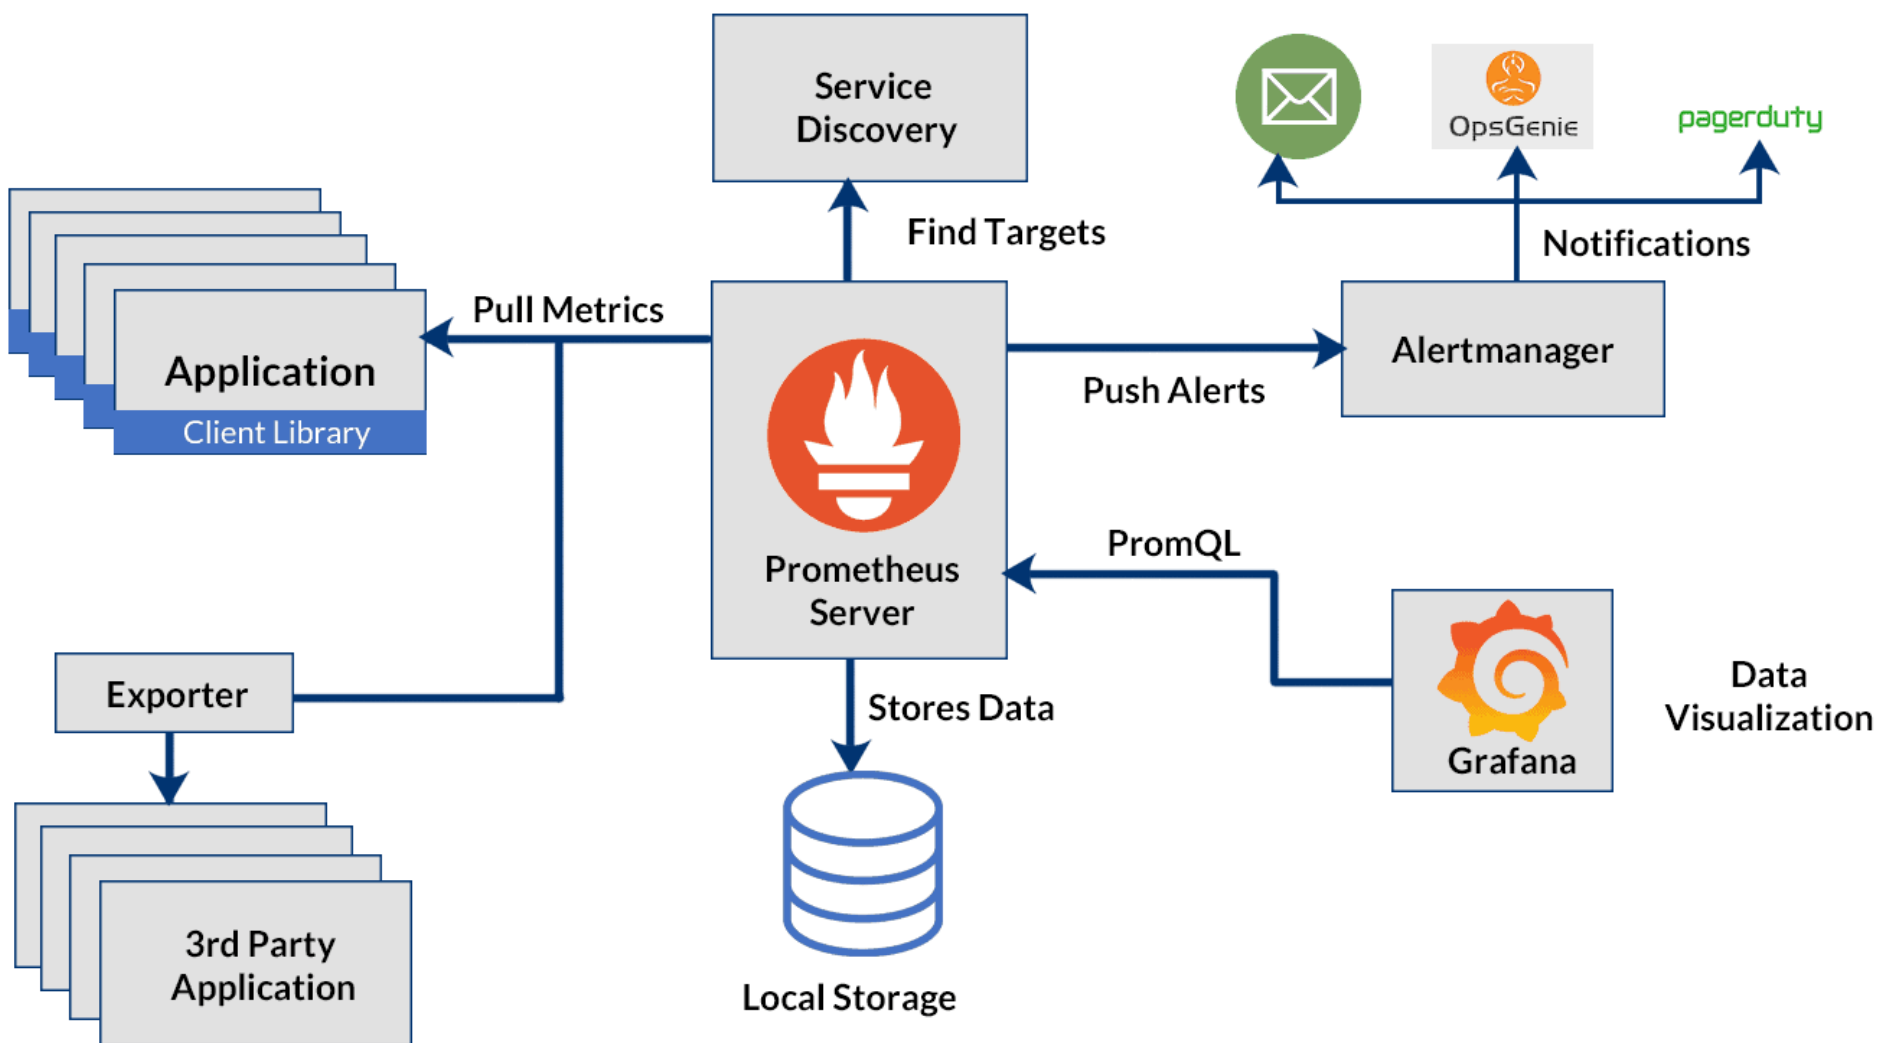 Service
Discovery
OpsGenie
pagerduty
Find Targets
Notifications
Pull Metrics
Application
Client Library
Push Alerts
Alertmanager
Prometheus
Server
PromQL
Exporter
Stores Data
Grafana
Data
Visualization
3rd Party
Application
Local Storage